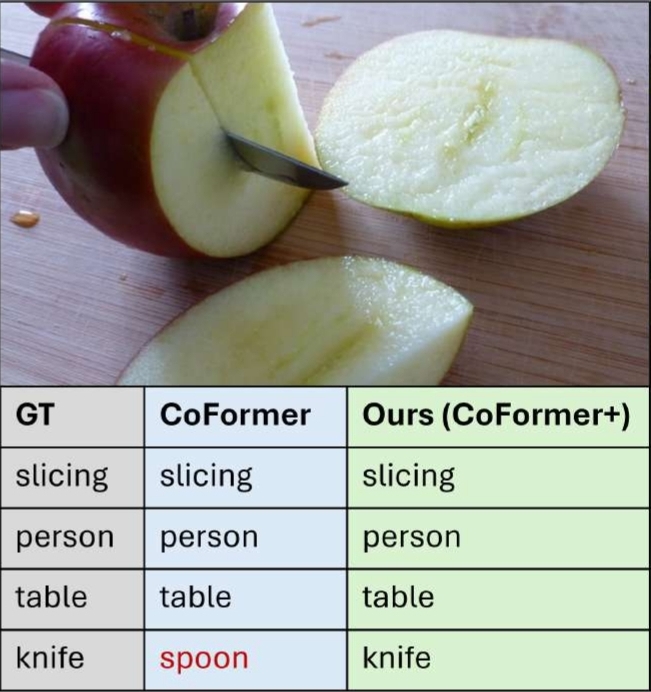 GT CoFormer Ours (CoFormer+)
slicing slicing slicing
person person person
table table table
knife spoon knife